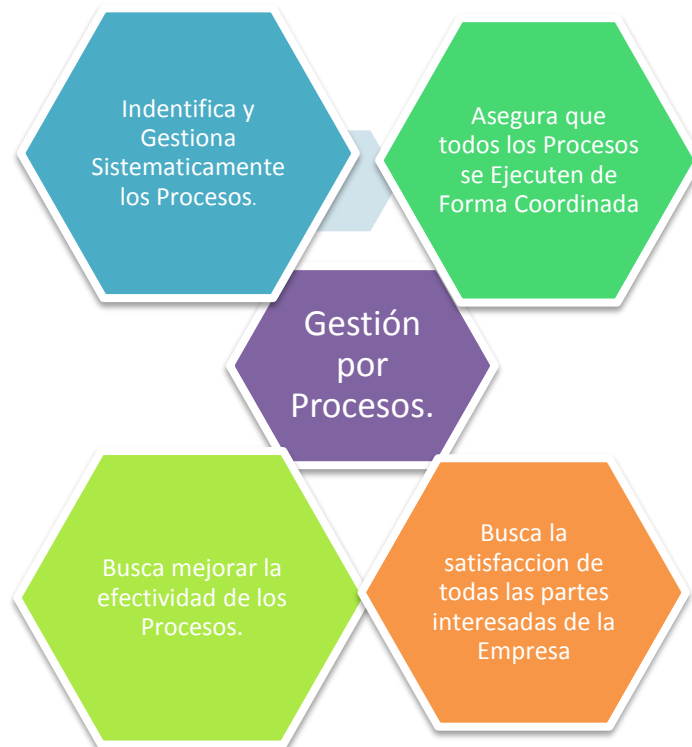 Indentifica y
Gestiona
Sistematicamente
los Procesos.
Asegura que
todos los Procesos
se Ejecuten de
Forma Coordinada
Gestión
por
Procesos.
Busca mejorar la
efectividad de los
Procesos.
Busca la
satisfaccion de
todas las partes
interesadas de la
Empresa